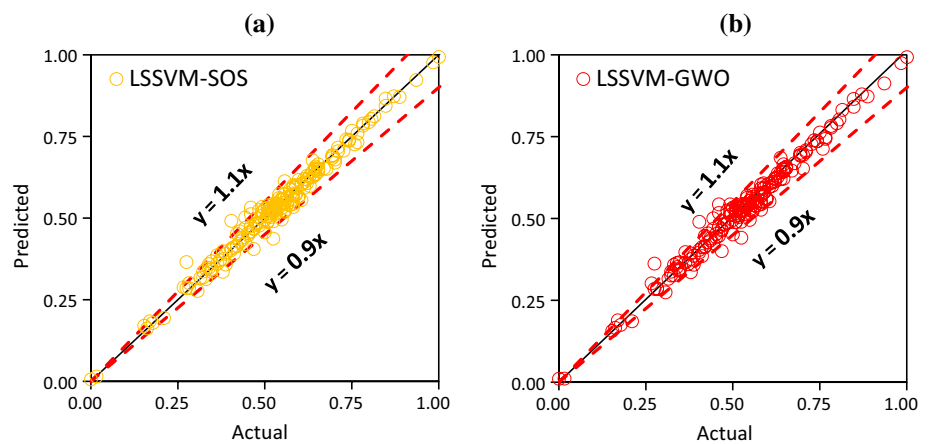 (a)
1.00
LSSVM-SOS
0.75
y = 1.1x
0.50
Predicted
y = 0.9x
0.25
0.00
0.00 0.25 0.50 0.75 1.00
Actual
(b)
1.00
LSSVM-GWO
0.75
y = 1.1x
0.50
Predicted
y = 0.9x
0.25
0.00
0.00 0.25 0.50 0.75 1.00
Actual